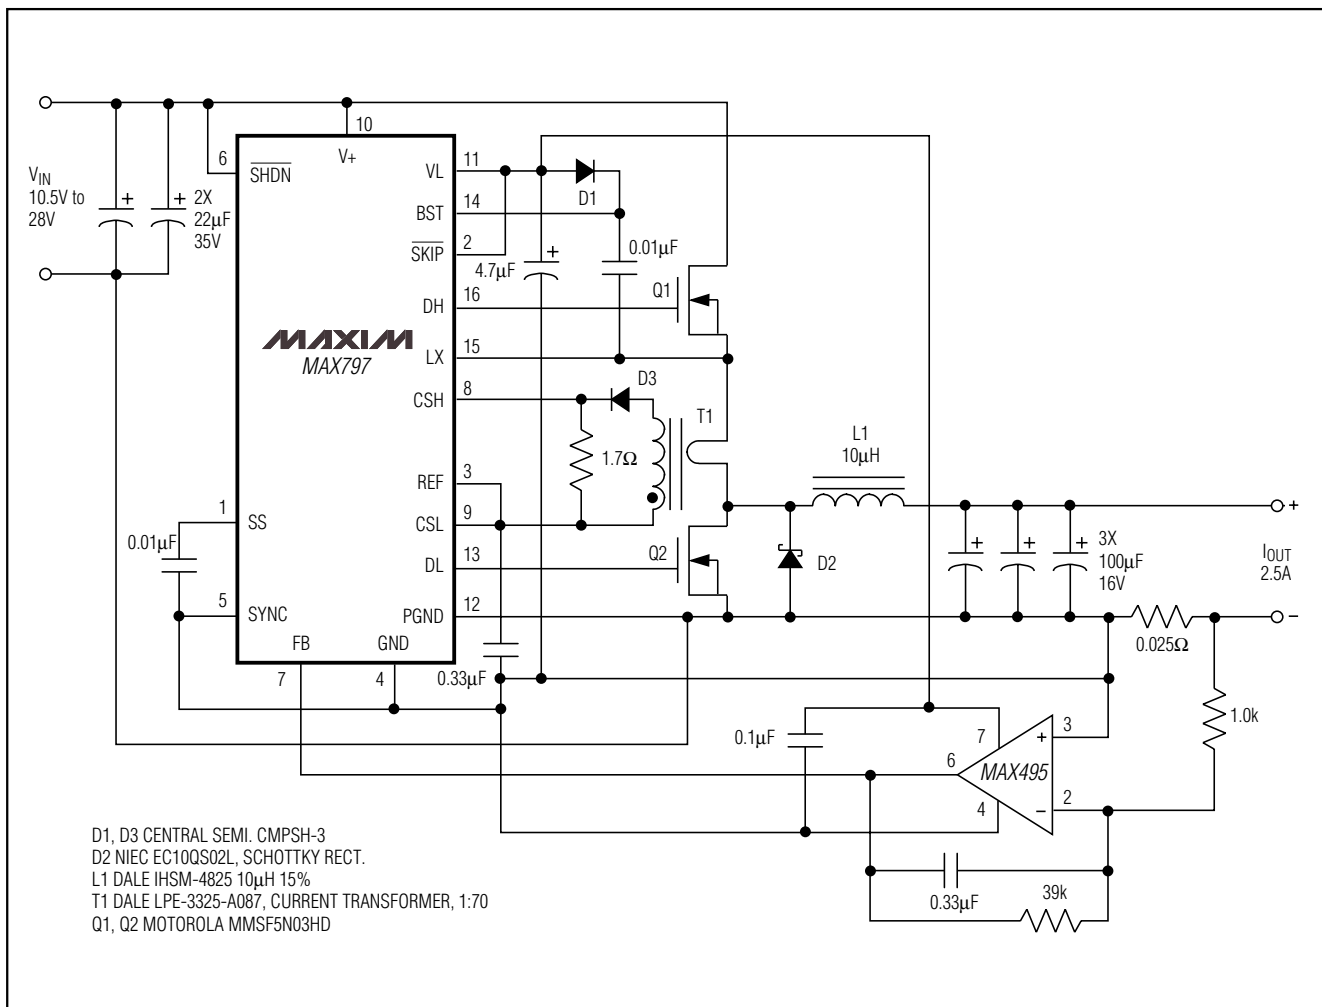 VIN
10.5V to
28V
2X
22μF
35V
6
SHDN
10
V+
VL
11
BST
14
SKIP
2
DH
16
MAXIM
MAX797
LX
15
CSH
8
REF
3
CSL
9
DL
13
PGND
12
1
SS
0.01μF
5
SYNC
FB
7
GND
4
D1
4.7μF
0.01μF
Q1
D3
T1
1.7Ω
L1
10μH
Q2
D2
3X
100μF
16V
+
+
+
+
+
+
+
−
IOUT
2.5A
0.025Ω
0.33μF
1.0k
0.1μF
7
3
+
6
MAX495
4
2
−
0.33μF
39k
D1, D3 CENTRAL SEMI. CMPSH-3
D2 NIEC EC10QS02L, SCHOTTKY RECT.
L1 DALE IHSM-4825 10μH 15%
T1 DALE LPE-3325-A087, CURRENT TRANSFORMER, 1:70
Q1, Q2 MOTOROLA MMSF5N03HD